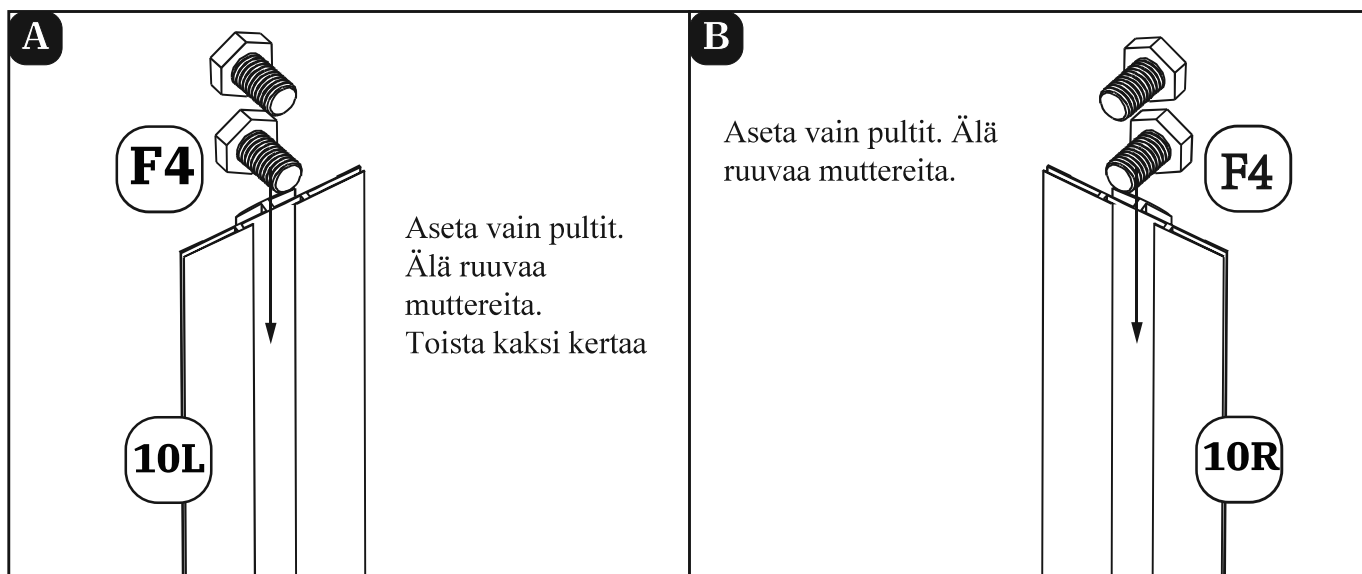 A
F4
Aseta vain pultit.
Älä ruuvaa
muttereita.
Toista kaksi kertaa
10L
B
Aseta vain pultit. Älä
ruuvaa muttereita.
F4
10R